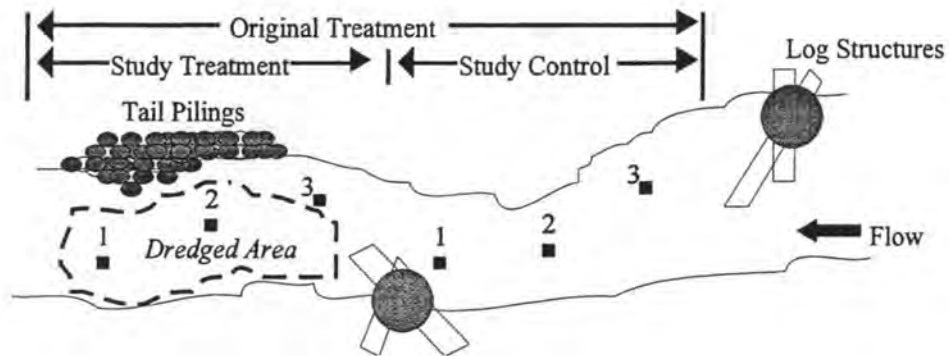 Original Treatment
Study Treatment
Study Control
Log Structures
Tail Pilings
3
3
2
2
1
Dredged Area
1
Flow